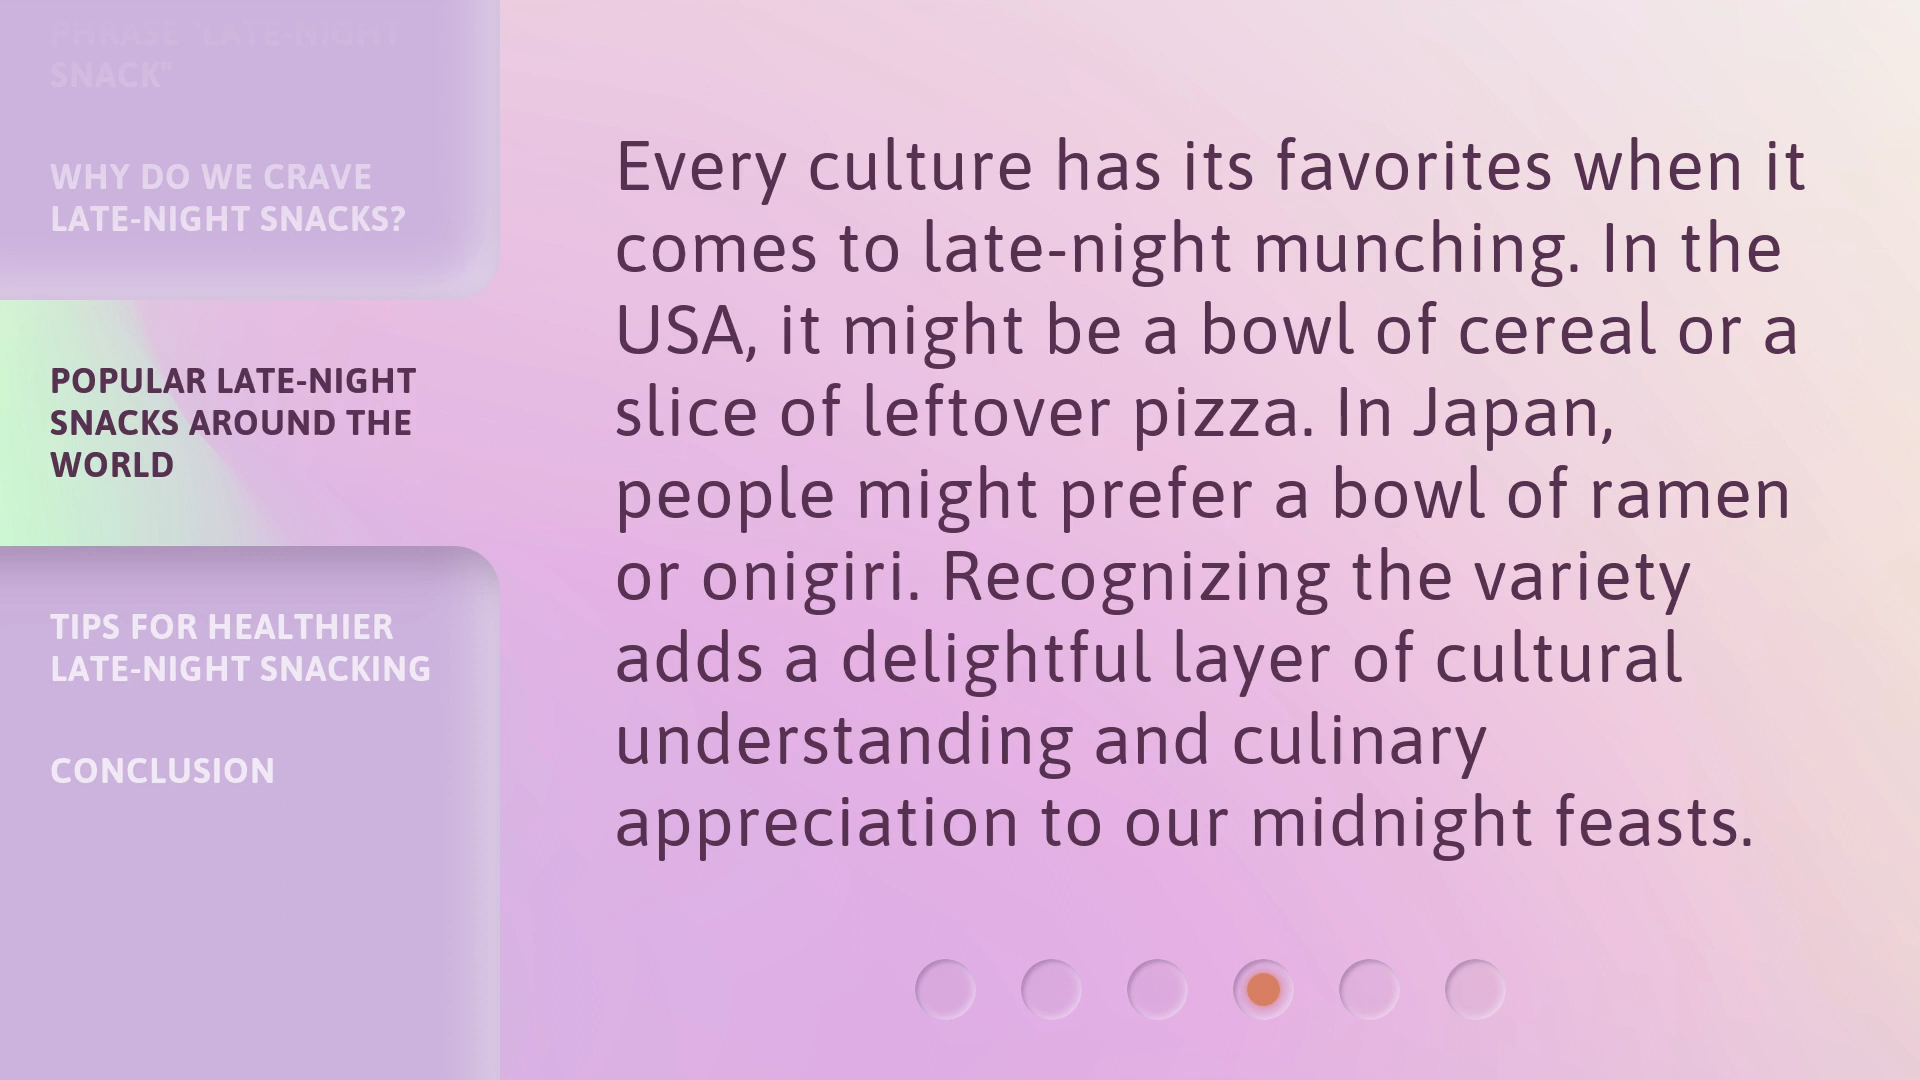 PHRASE "LATE-NIGHT
SNACK"
WHY DO WE CRAVE
LATE-NIGHT SNACKS?
POPULAR LATE-NIGHT
SNACKS AROUND THE
WORLD
TIPS FOR HEALTHIER
LATE-NIGHT SNACKING
CONCLUSION
Every culture has its favorites when it
comes to late-night munching. In the
USA, it might be a bowl of cereal or a
slice of leftover pizza. In Japan,
people might prefer a bowl of ramen
or onigiri. Recognizing the variety
adds a delightful layer of cultural
understanding and culinary
appreciation to our midnight feasts.